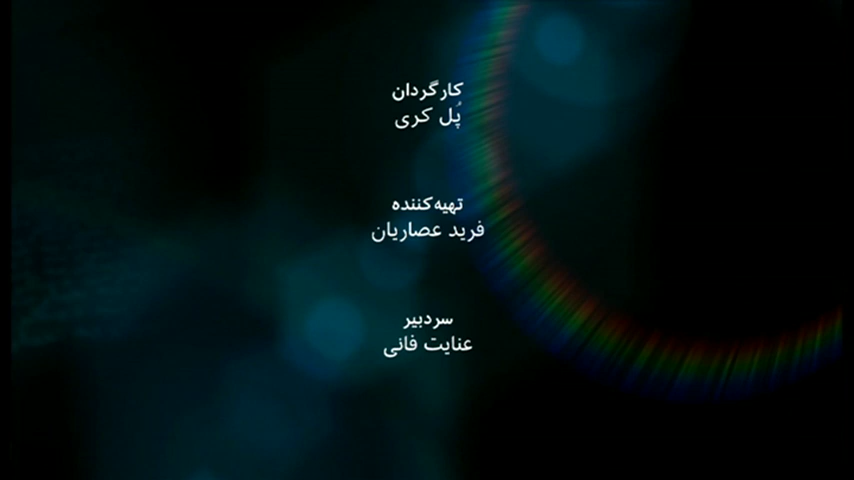 کارگردان
پُل کری
تهیه‌کننده
فرید عصاریان
سردبیر
عنایت فانی